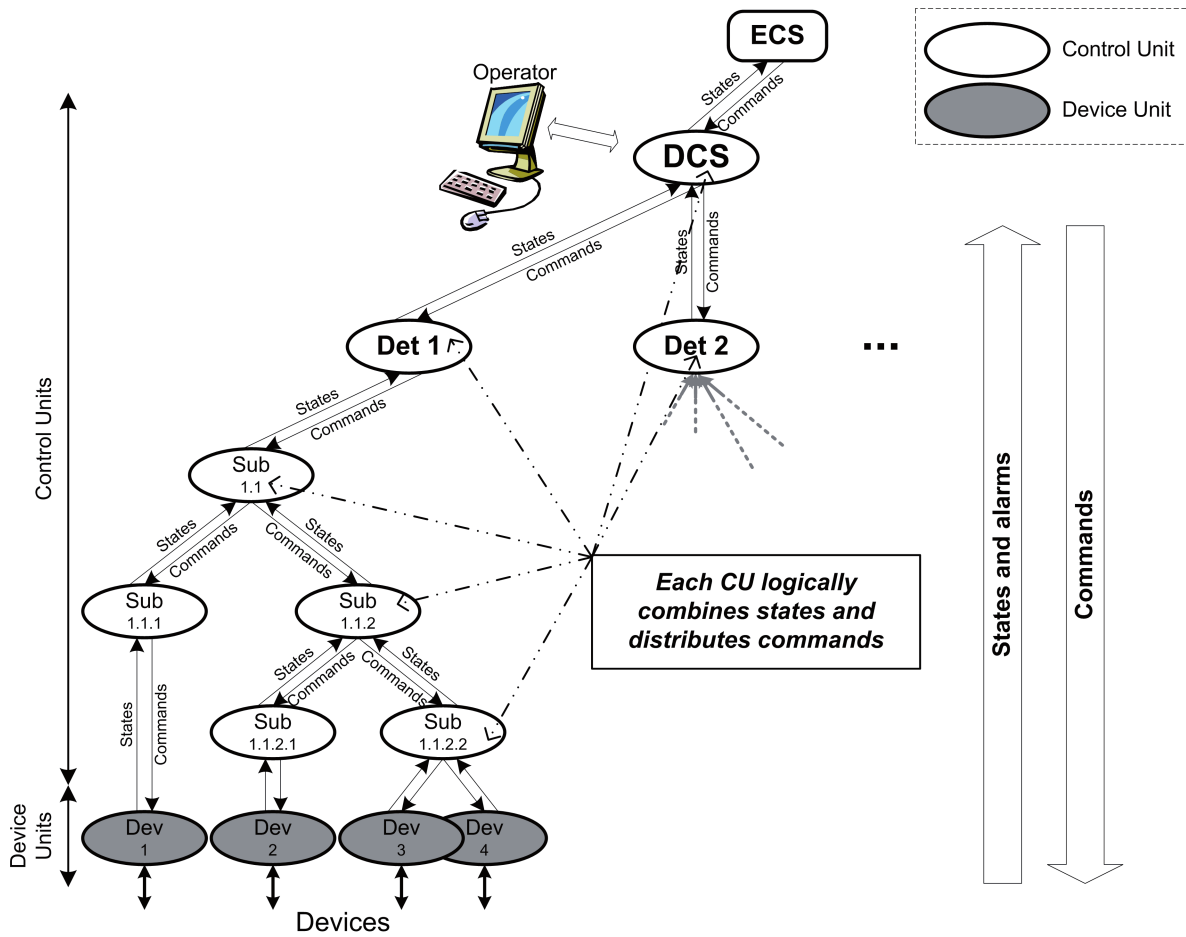 ECS
Control Unit
Device Unit
Operator
States
Commands
DCS
States
Commands
States
Commands
Det 1
Det 2
...
States
Commands
Control Units
Sub
1.1
States
Commands
States
Commands
Each CU logically
combines states and
distributes commands
States and alarms
Commands
Sub
1.1.1
Sub
1.1.2
States
Commands
States
Commands
States
Commands
Sub
1.1.2.1
Sub
1.1.2.2
Device
Units
Dev
1
Dev
2
Dev
3
Dev
4
Devices